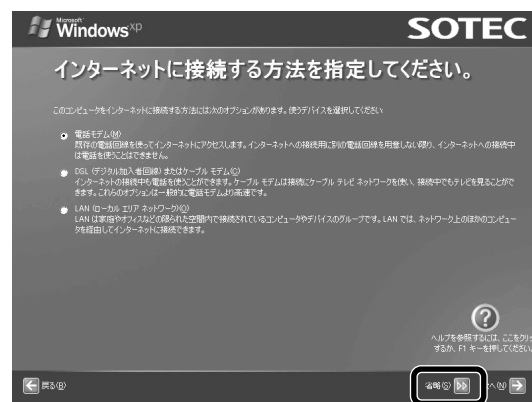 Microsoft
Windows xp
SOTEC
インターネットに接続する方法を指定してください。
このコンピュータをインターネットに接続する方法には次のオプションがあります。使うデバイスを選択してください
電話モデム(M)
既存の電話回線を使ってインターネットにアクセスします。インターネットへの接続用に別の電話回線を用意しない限り、インターネットへの接続中
は電話を使うことはできません。
DSL (デジタル加入者回線) またはケーブル モデム(C)
インターネットの接続中も電話を使うことができます。ケーブル モデムは接続にケーブル テレビ ネットワークを使い、接続中でもテレビを見ることがで
きます。これらのオプションは一般的に電話モデムより高速です。
LAN (ローカル エリア ネットワーク)(O)
LAN は家庭やオフィスなどの限られた空間内で接続されているコンピュータやデバイスのグループです。LAN では、ネットワーク上のほかのコンピュー
タを経由してインターネットに接続できます。
ヘルプを参照するには、ここをクリッ
するか、F1 キーを押してください。
戻る(B)
省略(S)
へ(N)